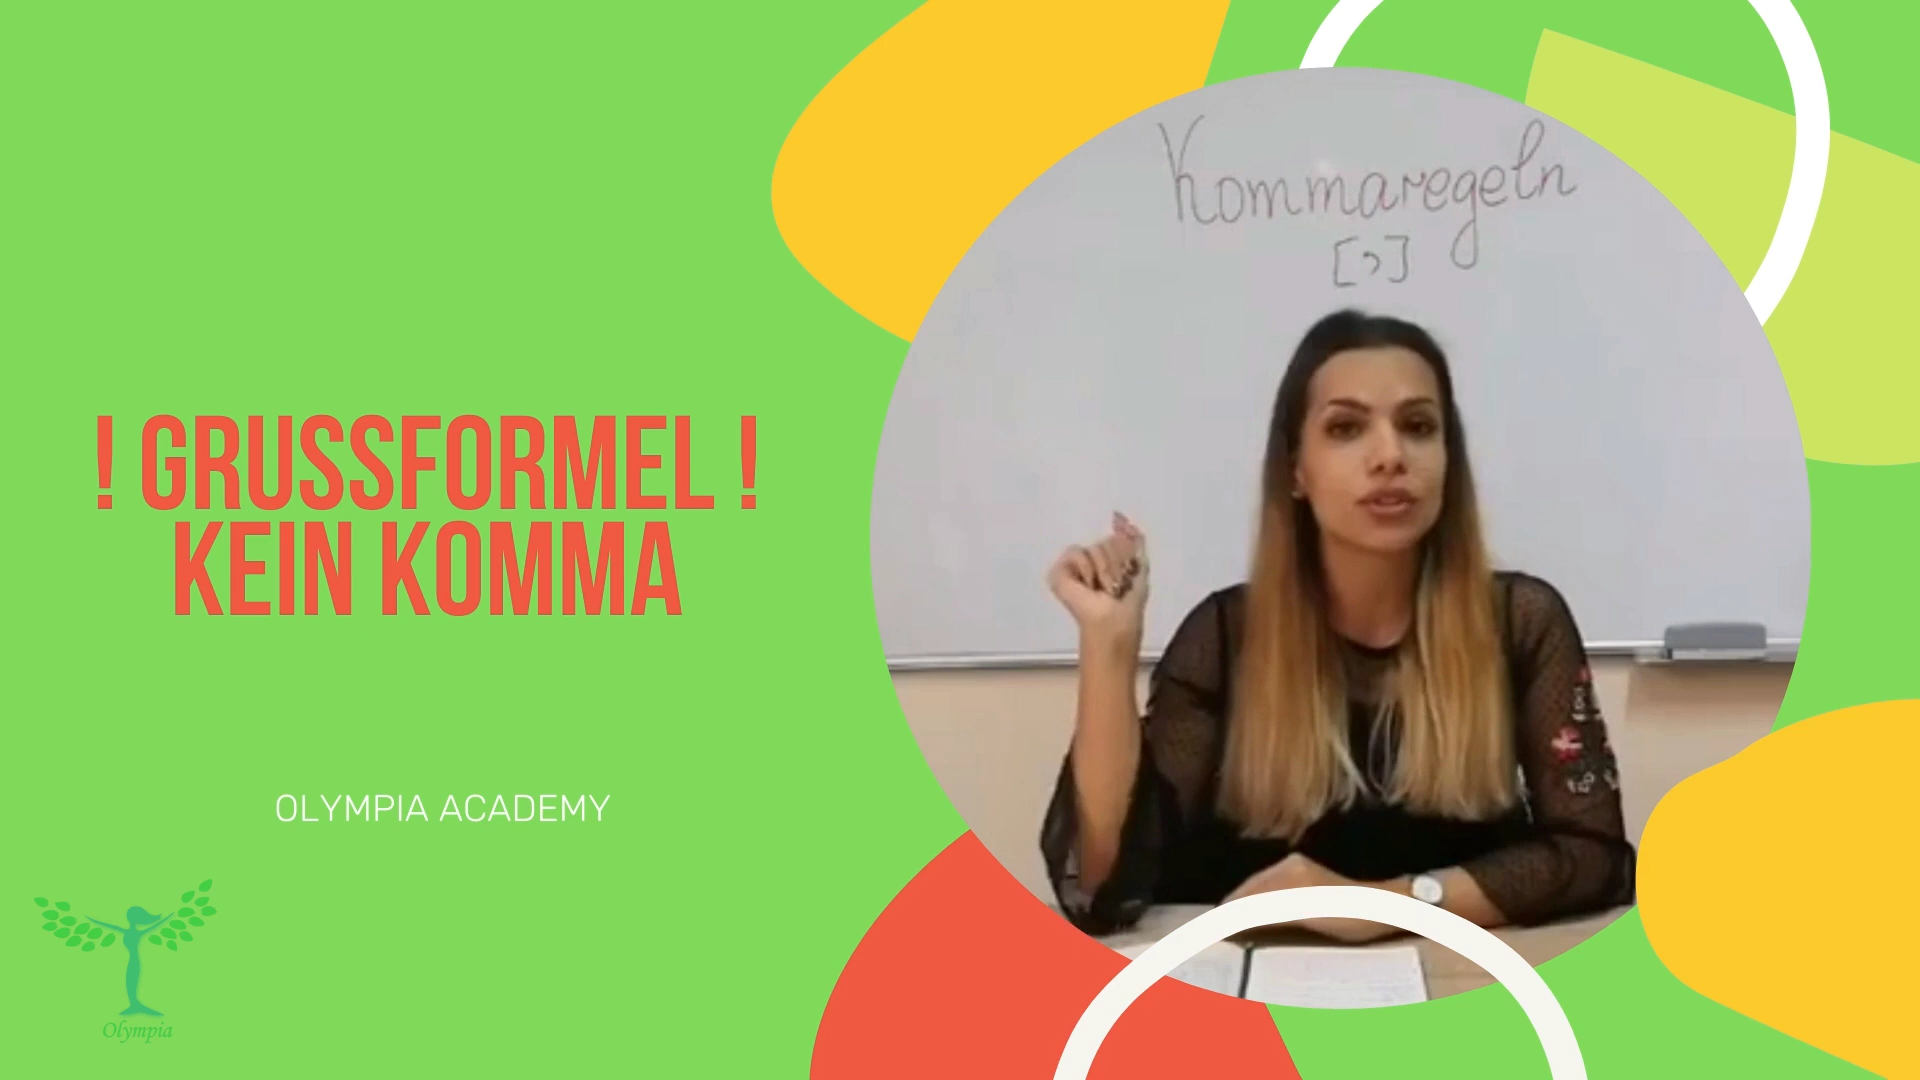 Kommaregeln
[,]
! GRUSSFORMEL !
KEIN KOMMA
OLYMPIA ACADEMY
Olympia